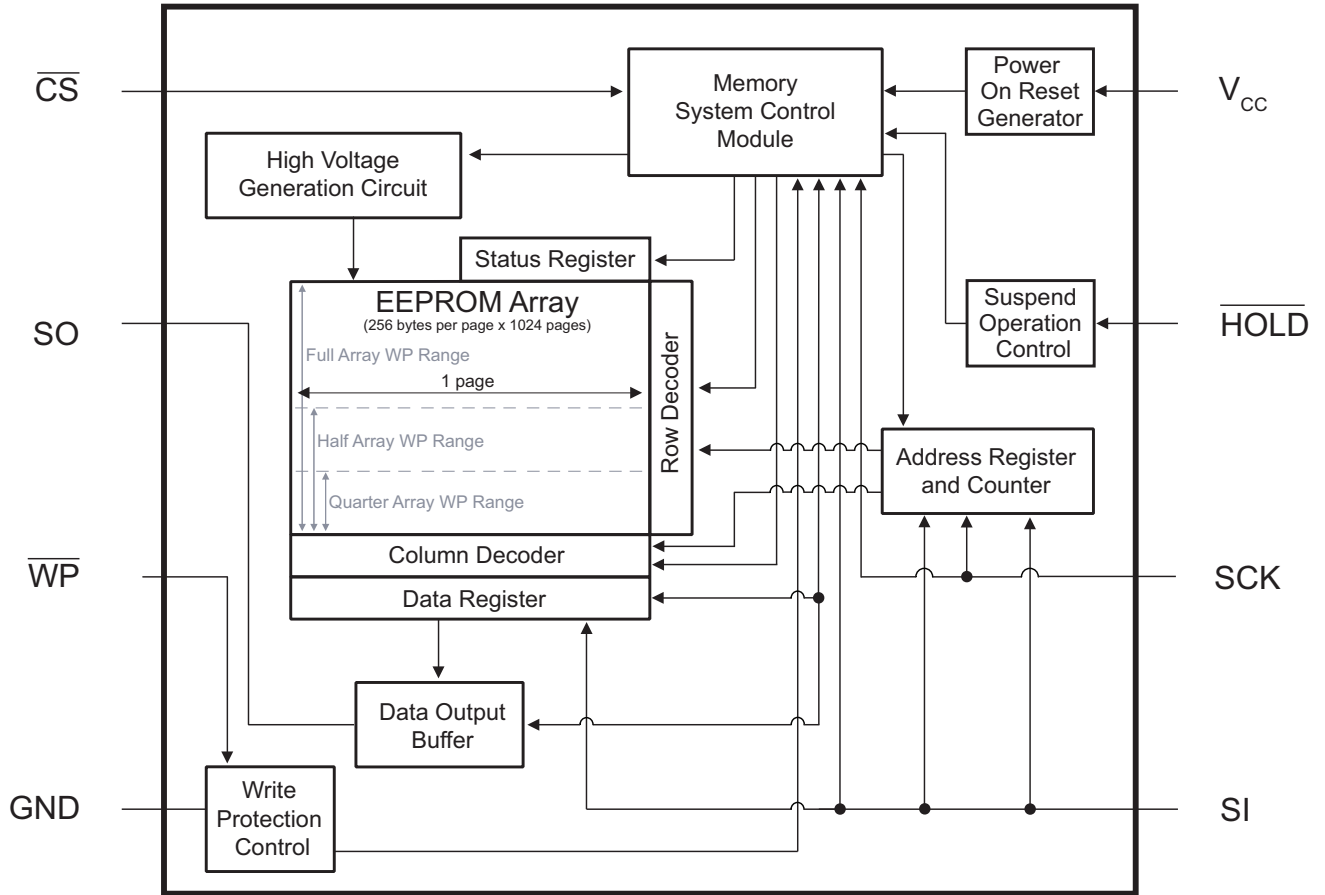 CS
Memory
System Control
Module
Power
On Reset
Generator
VCC
High Voltage
Generation Circuit
Status Register
EEPROM Array
(256 bytes per page x 1024 pages)
SO
Full Array WP Range
1 page
Row Decoder
Suspend
Operation
Control
HOLD
Half Array WP Range
Address Register
and Counter
Quarter Array WP Range
Column Decoder
WP
SCK
Data Register
Data Output
Buffer
Write
Protection
Control
GND
SI